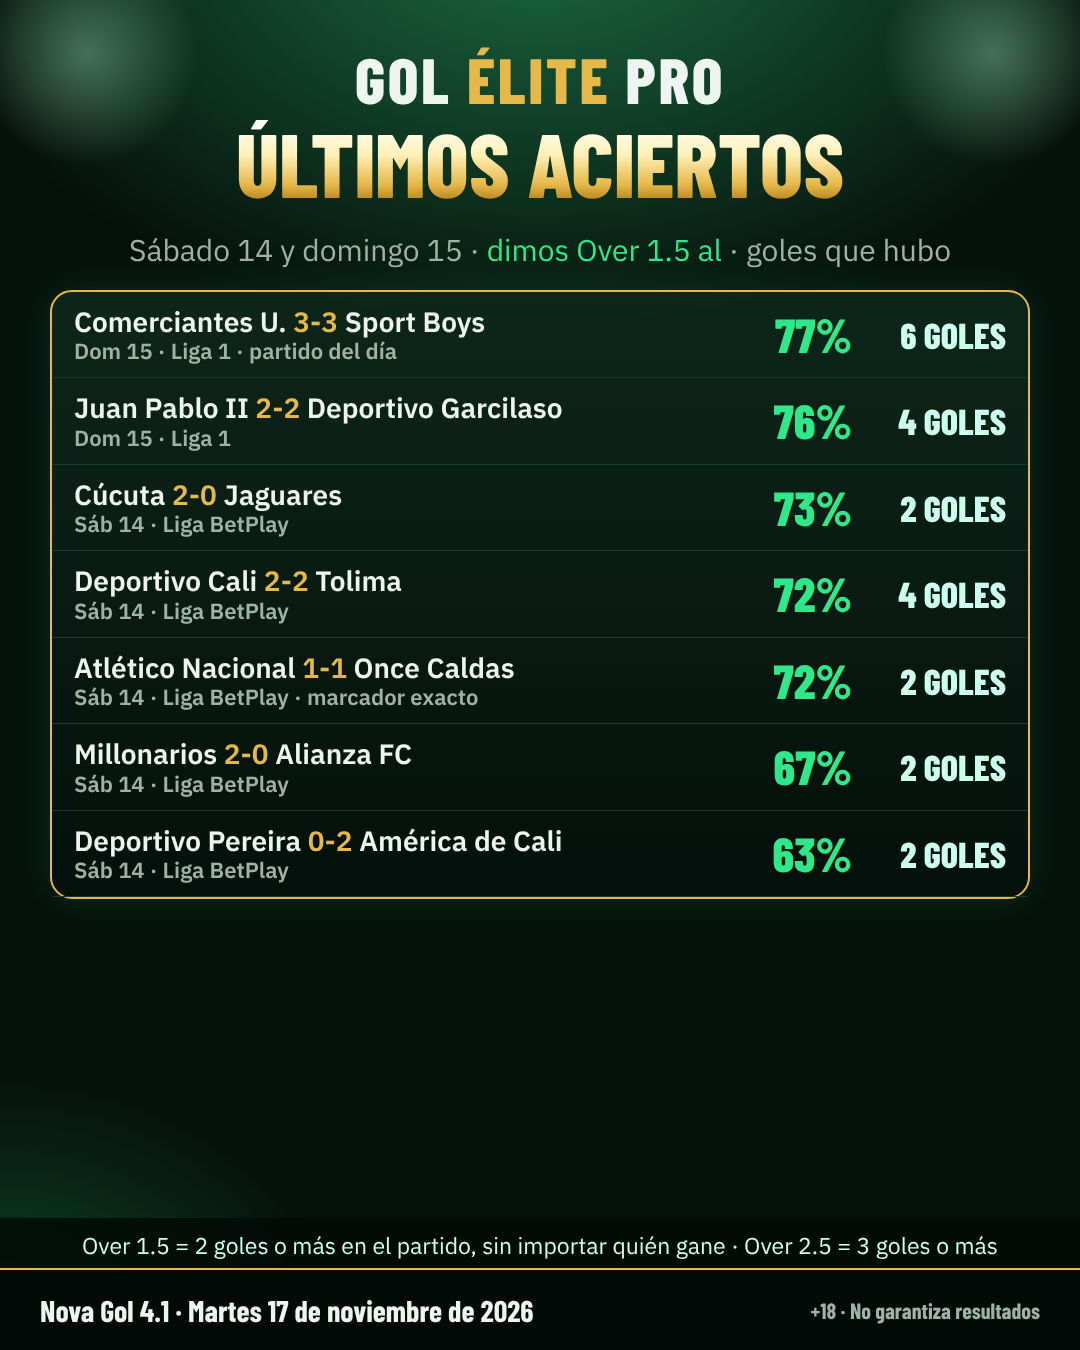 GOL ÉLITE PRO
ÚLTIMOS ACIERTOS
Sábado 14 y domingo 15 · dimos Over 1.5 al · goles que hubo
Comerciantes U. 3-3 Sport Boys
Dom 15 · Liga 1 · partido del día
77% 6 GOLES
Juan Pablo II 2-2 Deportivo Garcilaso
Dom 15 · Liga 1
76% 4 GOLES
Cúcuta 2-0 Jaguares
Sáb 14 · Liga BetPlay
73% 2 GOLES
Deportivo Cali 2-2 Tolima
Sáb 14 · Liga BetPlay
72% 4 GOLES
Atlético Nacional 1-1 Once Caldas
Sáb 14 · Liga BetPlay · marcador exacto
72% 2 GOLES
Millonarios 2-0 Alianza FC
Sáb 14 · Liga BetPlay
67% 2 GOLES
Deportivo Pereira 0-2 América de Cali
Sáb 14 · Liga BetPlay
63% 2 GOLES
Over 1.5 = 2 goles o más en el partido, sin importar quién gane · Over 2.5 = 3 goles o más
Nova Gol 4.1 · Martes 17 de noviembre de 2026
+18 · No garantiza resultados